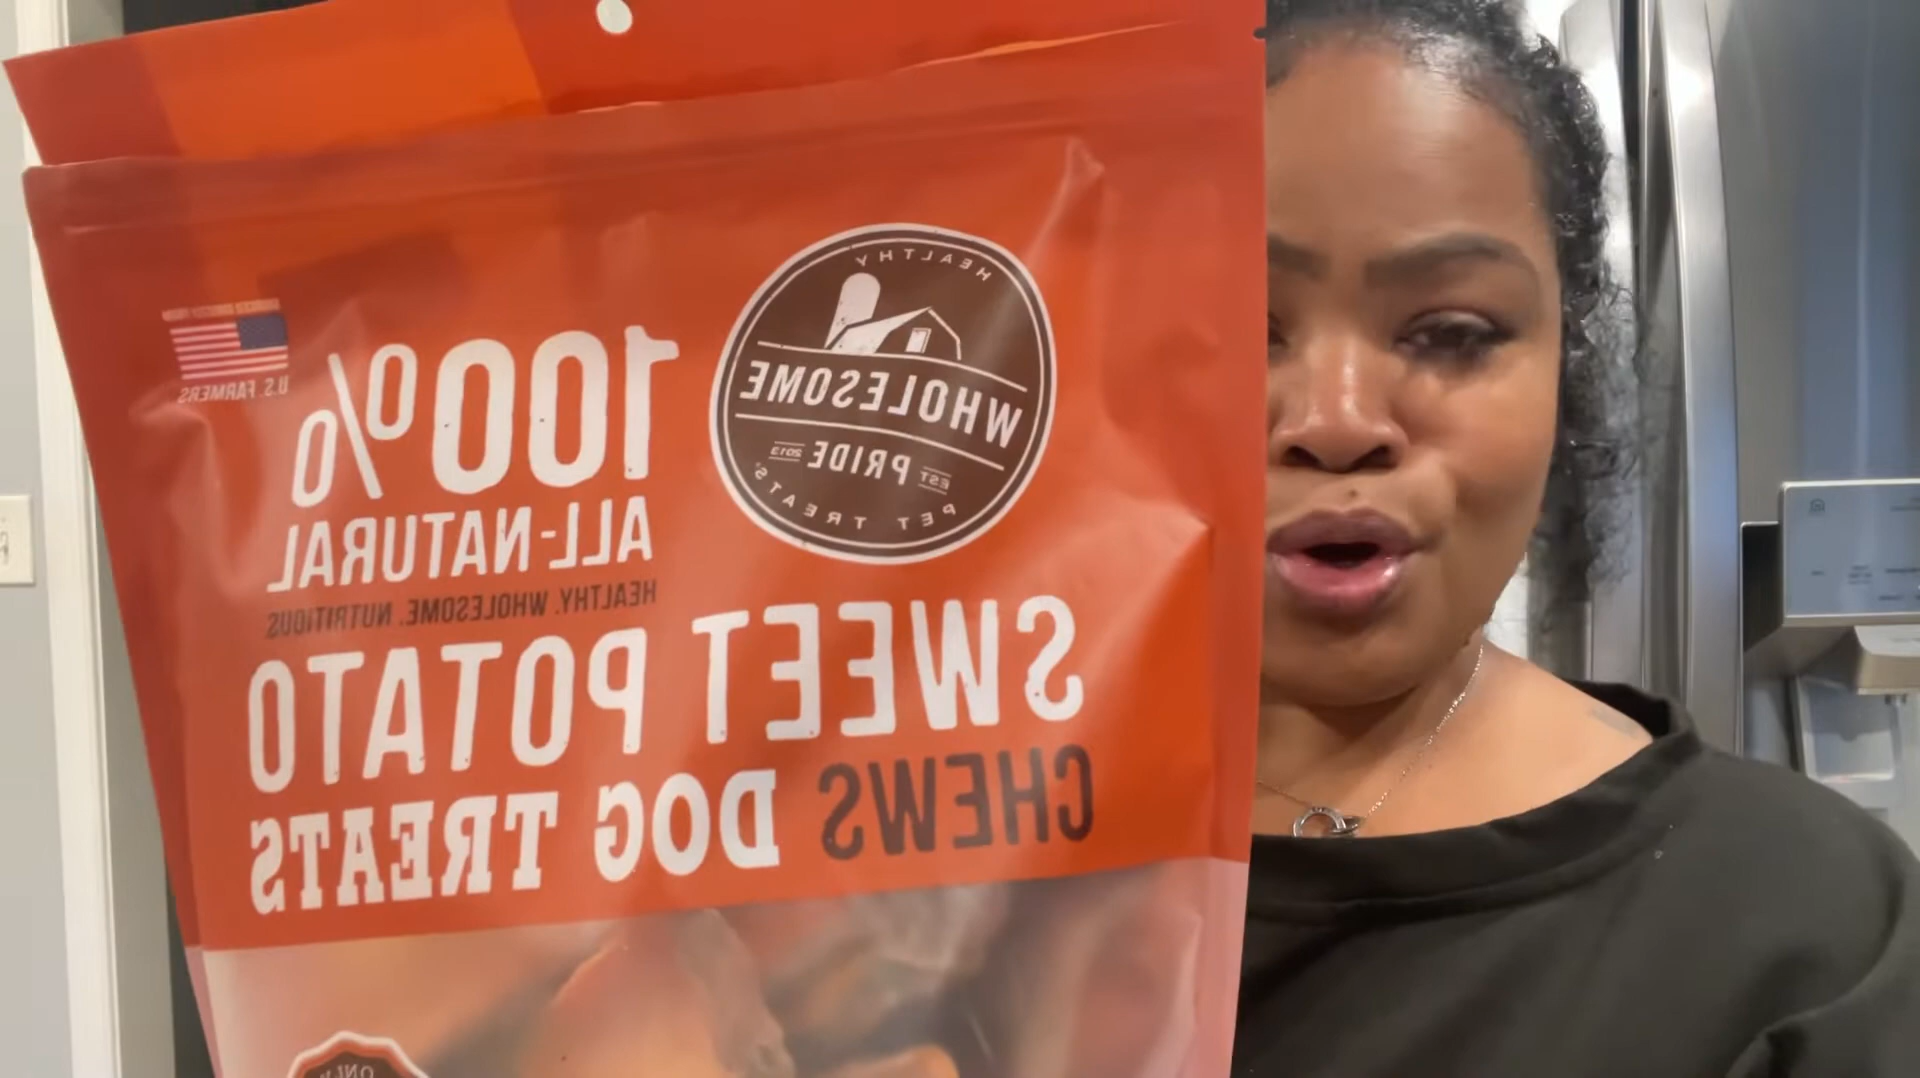 HEALTHY
WHOLESOME
PRIDE
EST 2013
PET TREATS
U.S. FARMERS
100%
ALL-NATURAL
HEALTHY. WHOLESOME. NUTRITIOUS
SWEET POTATO
CHEWS DOG TREATS
ONLY